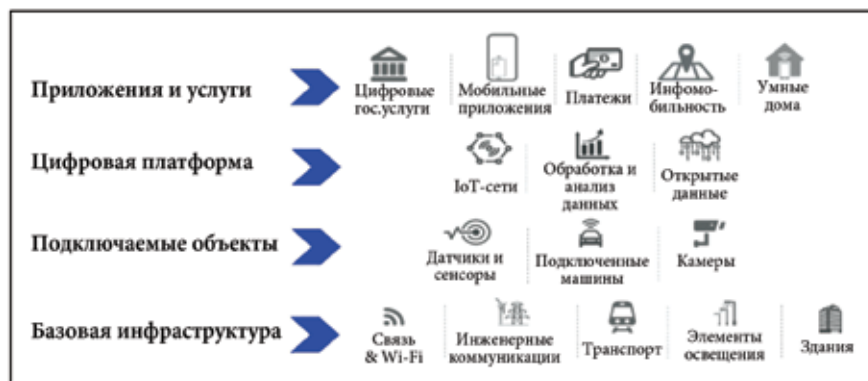 Приложения и услуги
Цифровые
гос.услуги
Мобильные
приложения
Платежи
Инфомо-
бильность
Умные
дома
Цифровая платформа
IoT-сети
Обработка и
анализ
данных
Открытые
данные
Подключаемые объекты
Датчики и
сенсоры
Подключенные
машины
Камеры
Базовая инфраструктура
Связь
& Wi-Fi
Инженерные
коммуникации
Транспорт
Элементы
освещения
Здания